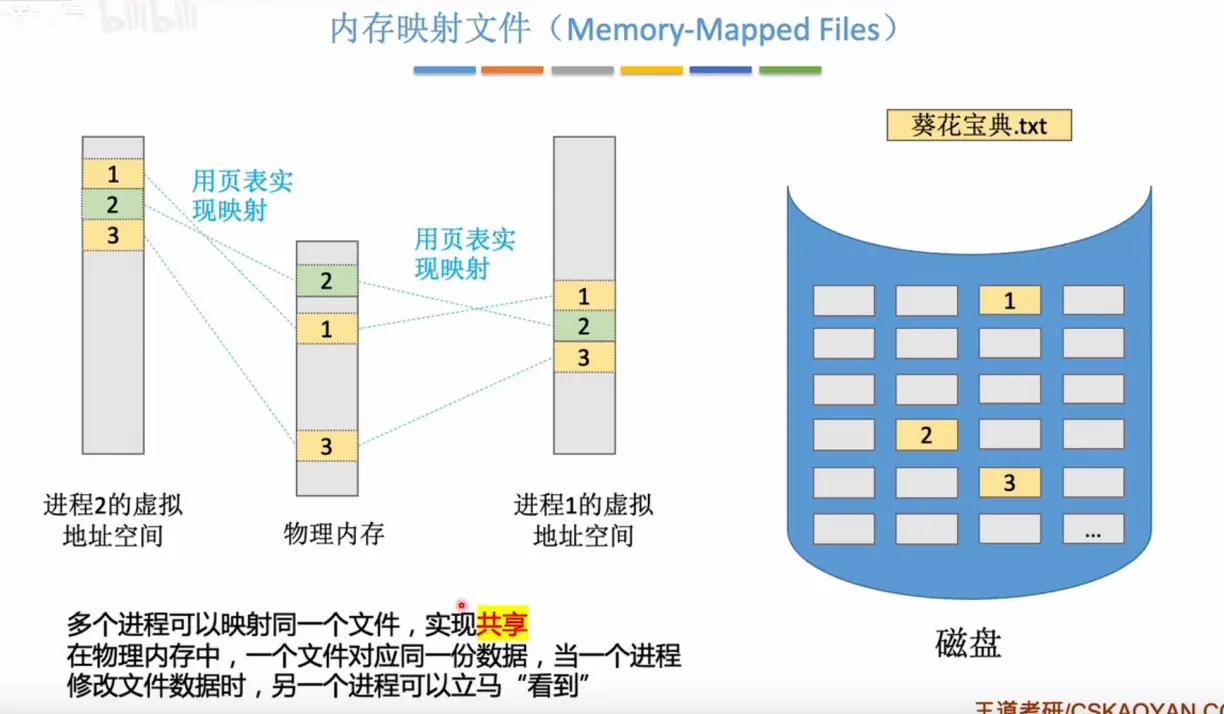 bilibili
内存映射文件（Memory-Mapped Files）
葵花宝典.txt
1
2
3
用页表实
现映射
2
1
3
用页表实
现映射
1
2
3
1
2
3
...
进程2的虚拟
地址空间
物理内存
进程1的虚拟
地址空间
磁盘
多个进程可以映射同一个文件，实现共享
在物理内存中，一个文件对应同一份数据，当一个进程
修改文件数据时，另一个进程可以立马“看到”
王道考研/CSKAOYAN.CO